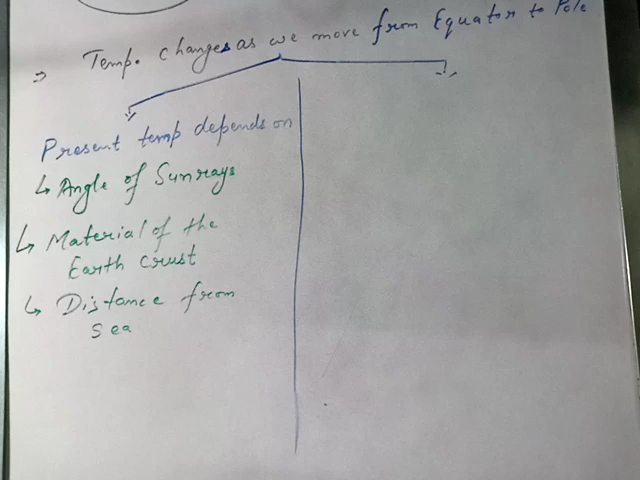 ⇒ Temp. changes as we move from Equator to Pole
Present temp depends on
↳ Angle of Sunrays
↳ Material of the
Earth crust
↳ Distance from
Sea